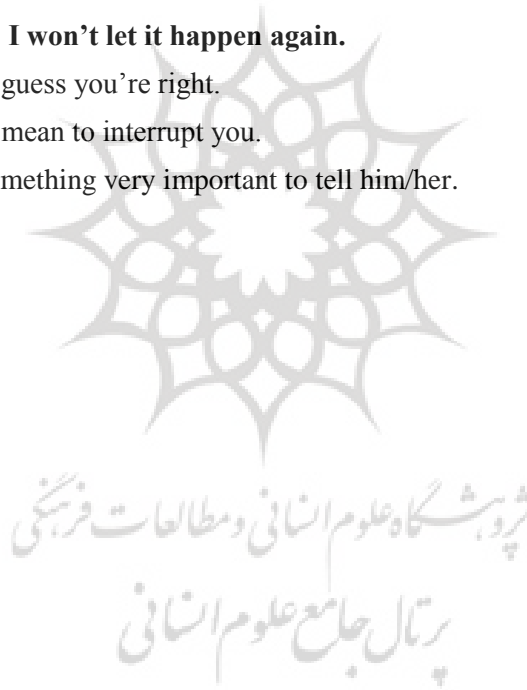 I won’t let it happen again.
guess you’re right.
mean to interrupt you.
mething very important to tell him/her.
پژوهشگاه علوم انسانی و مطالعات فرهنگی
پرتال جامع علوم انسانی